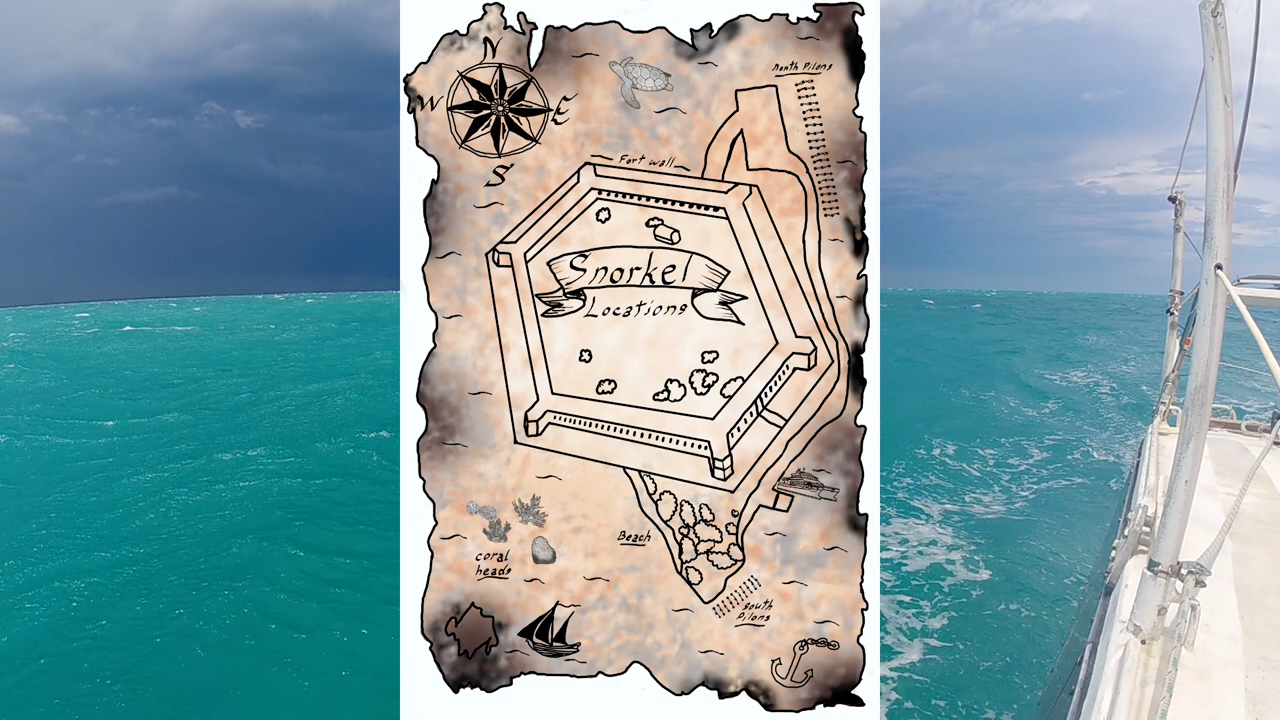 N
W
E
S
North Pilons
Fort wall
Snorkel
Locations
Beach
coral
heads
South
Pilons